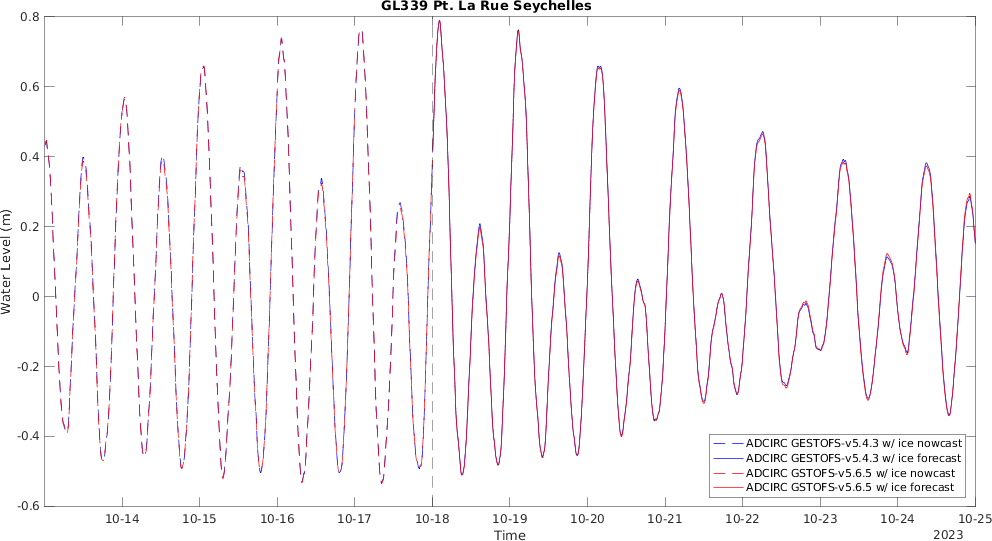 GL339 Pt. La Rue Seychelles
0.8
0.6
0.4
0.2
0
-0.2
-0.4
-0.6
Water Level (m)
ADCIRC GESTOFS-v5.4.3 w/ ice nowcast
ADCIRC GESTOFS-v5.4.3 w/ ice forecast
ADCIRC GSTOFS-v5.6.5 w/ ice nowcast
ADCIRC GSTOFS-v5.6.5 w/ ice forecast
10-14 10-15 10-16 10-17 10-18 10-19 10-20 10-21 10-22 10-23 10-24 10-25
Time
2023